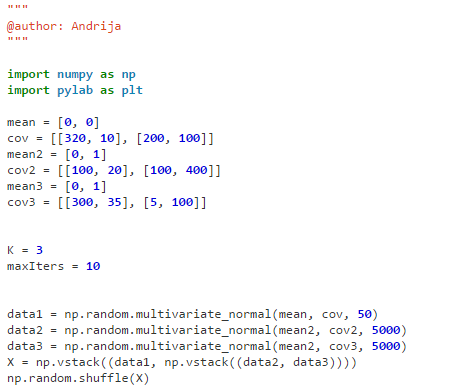 """
@author: Andrija
"""
import numpy as np
import pylab as plt
mean = [0, 0]
cov = [[320, 10], [200, 100]]
mean2 = [0, 1]
cov2 = [[100, 20], [100, 400]]
mean3 = [0, 1]
cov3 = [[300, 35], [5, 100]]
K = 3
maxIters = 10
data1 = np.random.multivariate_normal(mean, cov, 50)
data2 = np.random.multivariate_normal(mean2, cov2, 5000)
data3 = np.random.multivariate_normal(mean2, cov3, 5000)
X = np.vstack((data1, np.vstack((data2, data3))))
np.random.shuffle(X)